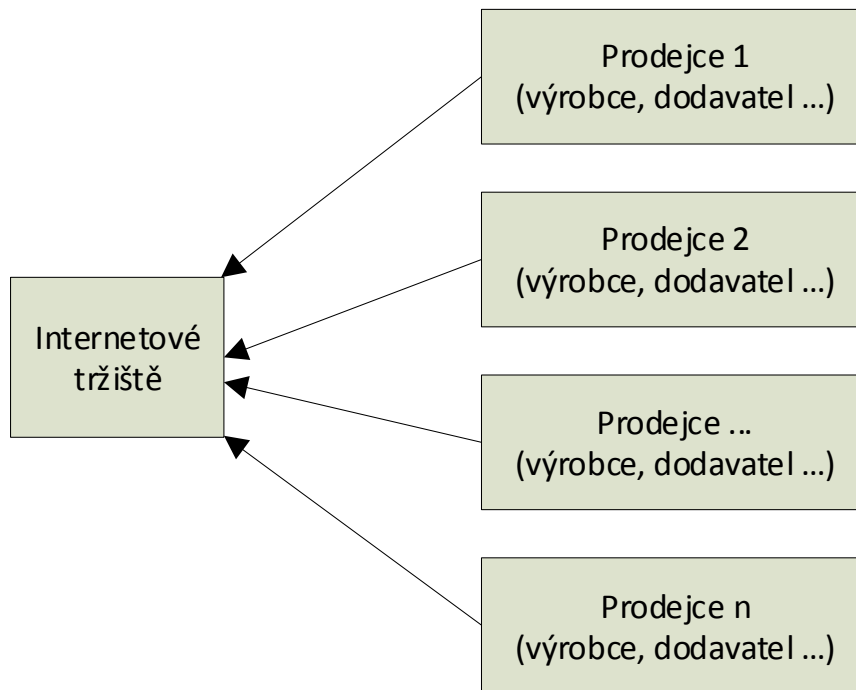 Prodejce 1
(výrobce, dodavatel ...)
Prodejce 2
(výrobce, dodavatel ...)
Internetové
tržiště
Prodejce ...
(výrobce, dodavatel ...)
Prodejce n
(výrobce, dodavatel ...)